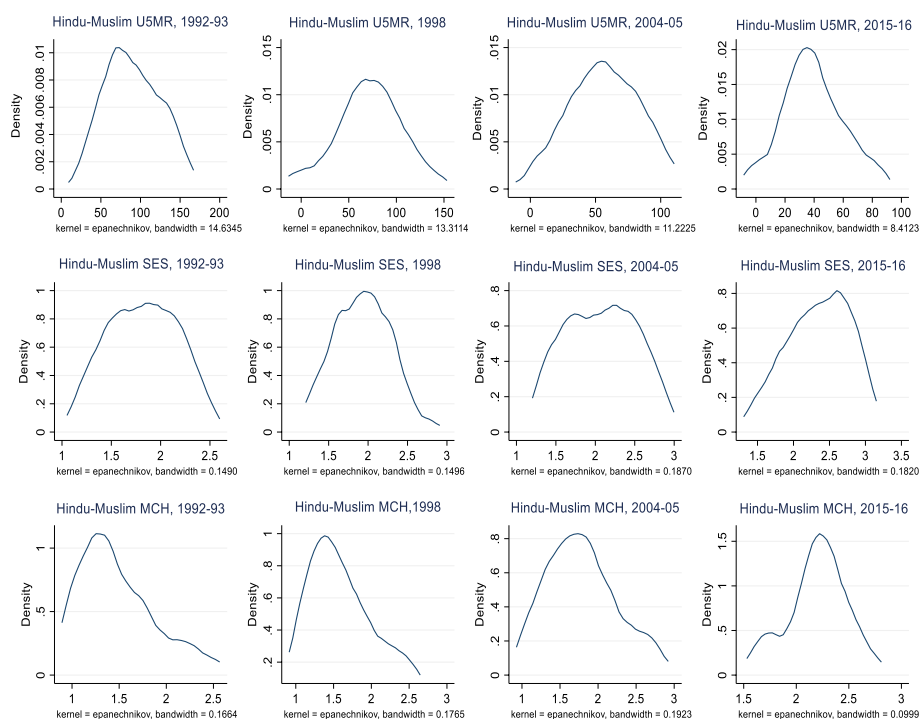 Hindu-Muslim U5MR, 1992-93
Density
0 .002 .004 .006 .008 .01
0 50 100 150 200
kernel = epanechnikov, bandwidth = 14.6345
Hindu-Muslim U5MR, 1998
Density
0 .005 .01 .015
0 50 100 150
kernel = epanechnikov, bandwidth = 13.3114
Hindu-Muslim U5MR, 2004-05
Density
0 .005 .01 .015
0 50 100
kernel = epanechnikov, bandwidth = 11.2225
Hindu-Muslim U5MR, 2015-16
Density
0 .005 .01 .015 .02
0 20 40 60 80 100
kernel = epanechnikov, bandwidth = 8.4123
Hindu-Muslim SES, 1992-93
Density
0 .2 .4 .6 .8 1
1 1.5 2 2.5
kernel = epanechnikov, bandwidth = 0.1490
Hindu-Muslim SES, 1998
Density
0 .2 .4 .6 .8 1
1 1.5 2 2.5 3
kernel = epanechnikov, bandwidth = 0.1496
Hindu-Muslim SES, 2004-05
Density
0 .2 .4 .6 .8
1 1.5 2 2.5 3
kernel = epanechnikov, bandwidth = 0.1870
Hindu-Muslim SES, 2015-16
Density
0 .2 .4 .6 .8
1.5 2 2.5 3 3.5
kernel = epanechnikov, bandwidth = 0.1820
Hindu-Muslim MCH, 1992-93
Density
0 .5 1
1 1.5 2 2.5
kernel = epanechnikov, bandwidth = 0.1664
Hindu-Muslim MCH,1998
Density
.2 .4 .6 .8 1
1 1.5 2 2.5 3
kernel = epanechnikov, bandwidth = 0.1765
Hindu-Muslim MCH, 2004-05
Density
0 .2 .4 .6 .8
1 1.5 2 2.5 3
kernel = epanechnikov, bandwidth = 0.1923
Hindu-Muslim MCH, 2015-16
Density
0 .5 1 1.5
1.5 2 2.5 3
kernel = epanechnikov, bandwidth = 0.0999